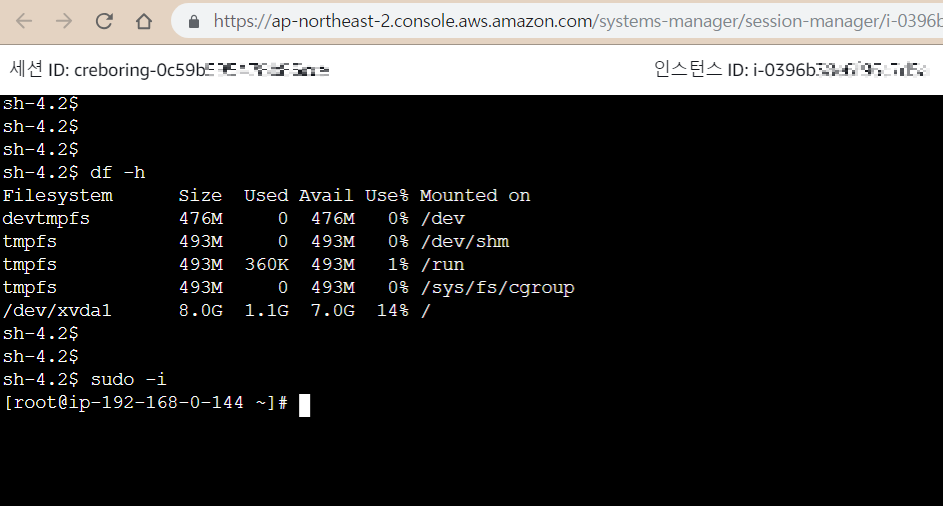 https://ap-northeast-2.console.aws.amazon.com/systems-manager/session-manager/i-0396b
세션 ID: creboring-0c59b
인스턴스 ID: i-0396b
sh-4.2$
sh-4.2$
sh-4.2$
sh-4.2$ df -h
Filesystem      Size  Used Avail Use% Mounted on
devtmpfs        476M     0  476M   0% /dev
tmpfs           493M     0  493M   0% /dev/shm
tmpfs           493M  360K  493M   1% /run
tmpfs           493M     0  493M   0% /sys/fs/cgroup
/dev/xvda1      8.0G  1.1G  7.0G  14% /
sh-4.2$
sh-4.2$
sh-4.2$ sudo -i
[root@ip-192-168-0-144 ~]#